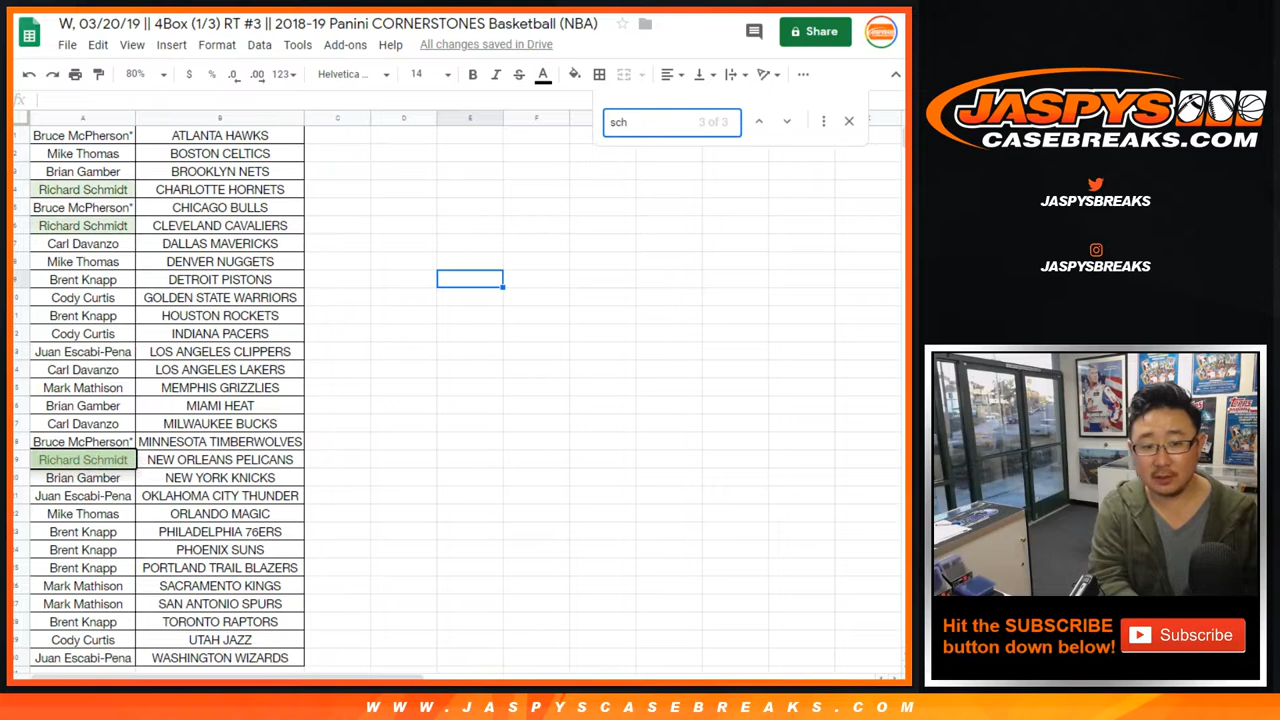 W, 03/20/19 || 4Box (1/3) RT #3 || 2018-19 Panini CORNERSTONES Basketball (NBA)
File Edit View Insert Format Data Tools Add-ons Help All changes saved in Drive
Share
80% $ % .0 .00 123 Helvetica ... 14 B I S A
fx
sch 3 of 3
A B C D E F
Bruce McPherson* ATLANTA HAWKS
Mike Thomas BOSTON CELTICS
Brian Gamber BROOKLYN NETS
Richard Schmidt CHARLOTTE HORNETS
Bruce McPherson* CHICAGO BULLS
Richard Schmidt CLEVELAND CAVALIERS
Carl Davanzo DALLAS MAVERICKS
Mike Thomas DENVER NUGGETS
Brent Knapp DETROIT PISTONS
Cody Curtis GOLDEN STATE WARRIORS
Brent Knapp HOUSTON ROCKETS
Cody Curtis INDIANA PACERS
Juan Escabi-Pena LOS ANGELES CLIPPERS
Carl Davanzo LOS ANGELES LAKERS
Mark Mathison MEMPHIS GRIZZLIES
Brian Gamber MIAMI HEAT
Carl Davanzo MILWAUKEE BUCKS
Bruce McPherson* MINNESOTA TIMBERWOLVES
Richard Schmidt NEW ORLEANS PELICANS
Brian Gamber NEW YORK KNICKS
Juan Escabi-Pena OKLAHOMA CITY THUNDER
Mike Thomas ORLANDO MAGIC
Brent Knapp PHILADELPHIA 76ERS
Brent Knapp PHOENIX SUNS
Brent Knapp PORTLAND TRAIL BLAZERS
Mark Mathison SACRAMENTO KINGS
Mark Mathison SAN ANTONIO SPURS
Brent Knapp TORONTO RAPTORS
Cody Curtis UTAH JAZZ
Juan Escabi-Pena WASHINGTON WIZARDS
JASPYS
CASEBREAKS.COM
JASPYSBREAKS
JASPYSBREAKS
Hit the SUBSCRIBE
button down below!
Subscribe
WWW.JASPYSCASEBREAKS.COM